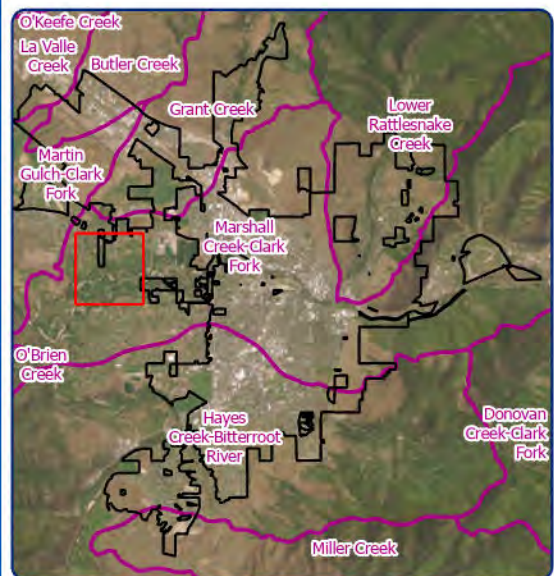 O'Keefe Creek
La Valle
Creek
Butler Creek
Grant Creek
Lower
Rattlesnake
Creek
Martin
Gulch-Clark
Fork
Marshall
Creek-Clark
Fork
O'Brien
Creek
Hayes
Creek-Bitterroot
River
Donovan
Creek-Clark
Fork
Miller Creek